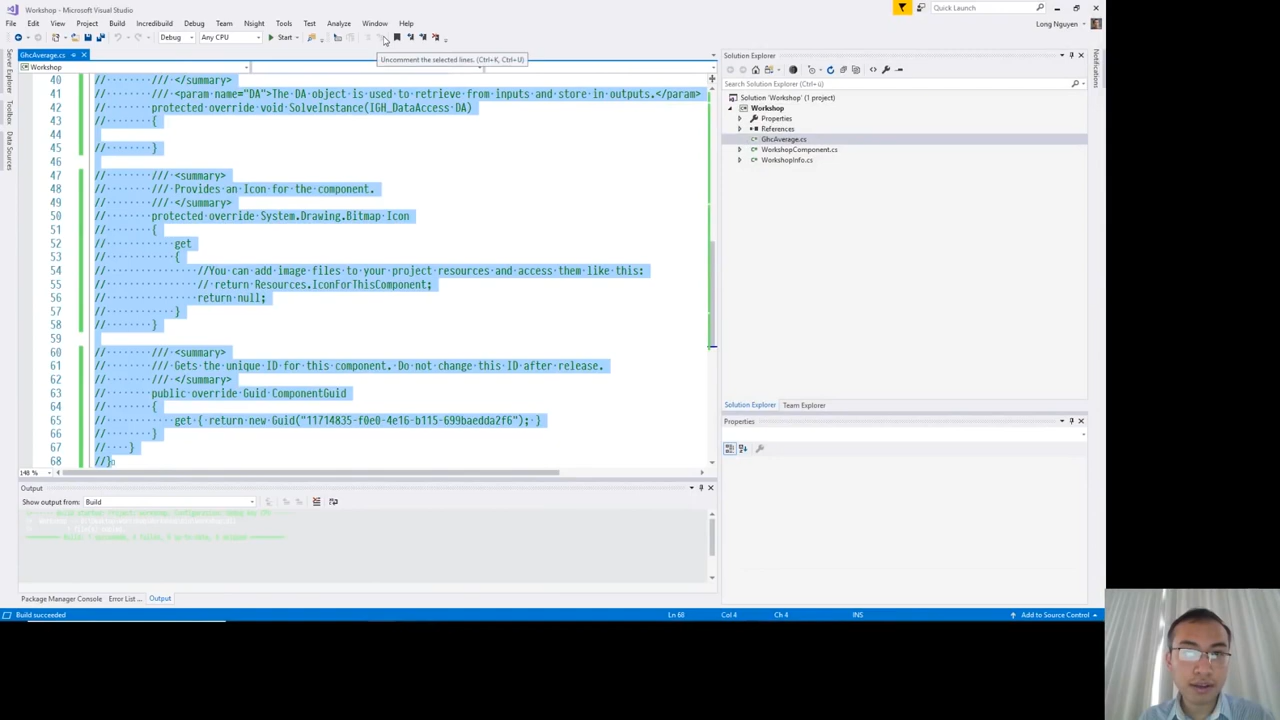 Workshop - Microsoft Visual Studio
Quick Launch (Ctrl+Q)
File Edit View Project Build Incredibuild Debug Team Nsight Tools Test Analyze Window Help
Long Nguyen
Debug Any CPU Start
GhcAverage.cs
Uncomment the selected lines. (Ctrl+K, Ctrl+U)
Workshop
Server Explorer
Toolbox
Data Sources
40 // /// </summary>
41 // /// <param name="DA">The DA object is used to retrieve from inputs and store in outputs.</param>
42 // protected override void SolveInstance(IGH_DataAccess DA)
43 // {
44
45 // }
46
47 // /// <summary>
48 // /// Provides an Icon for the component.
49 // /// </summary>
50 // protected override System.Drawing.Bitmap Icon
51 // {
52 // get
53 // {
54 // //You can add image files to your project resources and access them like this:
55 // // return Resources.IconForThisComponent;
56 // return null;
57 // }
58 // }
59
60 // /// <summary>
61 // /// Gets the unique ID for this component. Do not change this ID after release.
62 // /// </summary>
63 // public override Guid ComponentGuid
64 // {
65 // get { return new Guid("11714835-f0e0-4e16-b115-699baedda2f6"); }
66 // }
67 // }
68 //}
148 %
Solution Explorer
Search Solution Explorer (Ctrl+ü)
Solution 'Workshop' (1 project)
Workshop
Properties
References
GhcAverage.cs
WorkshopComponent.cs
WorkshopInfo.cs
Solution Explorer Team Explorer
Properties
Notifications
Output
Show output from: Build
Package Manager Console Error List ... Output
Build succeeded Ln 68 Col 4 Ch 4 INS Add to Source Control